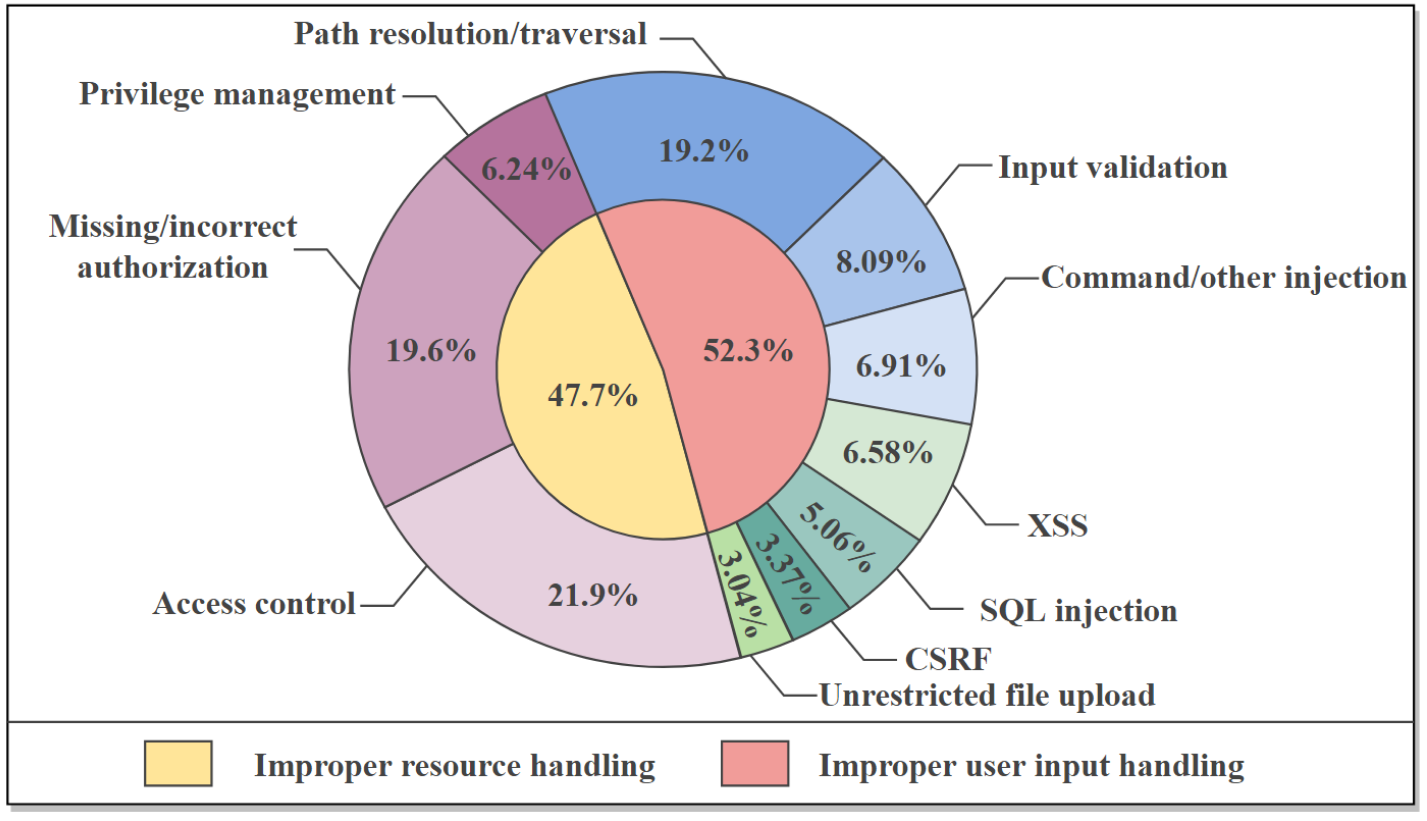 Path resolution/traversal
Privilege management
19.2%
6.24%
Input validation
Missing/incorrect
authorization
8.09%
Command/other injection
19.6%
52.3%
6.91%
47.7%
6.58%
XSS
5.06%
3.37%
3.04%
Access control
21.9%
SQL injection
CSRF
Unrestricted file upload
Improper resource handling
Improper user input handling